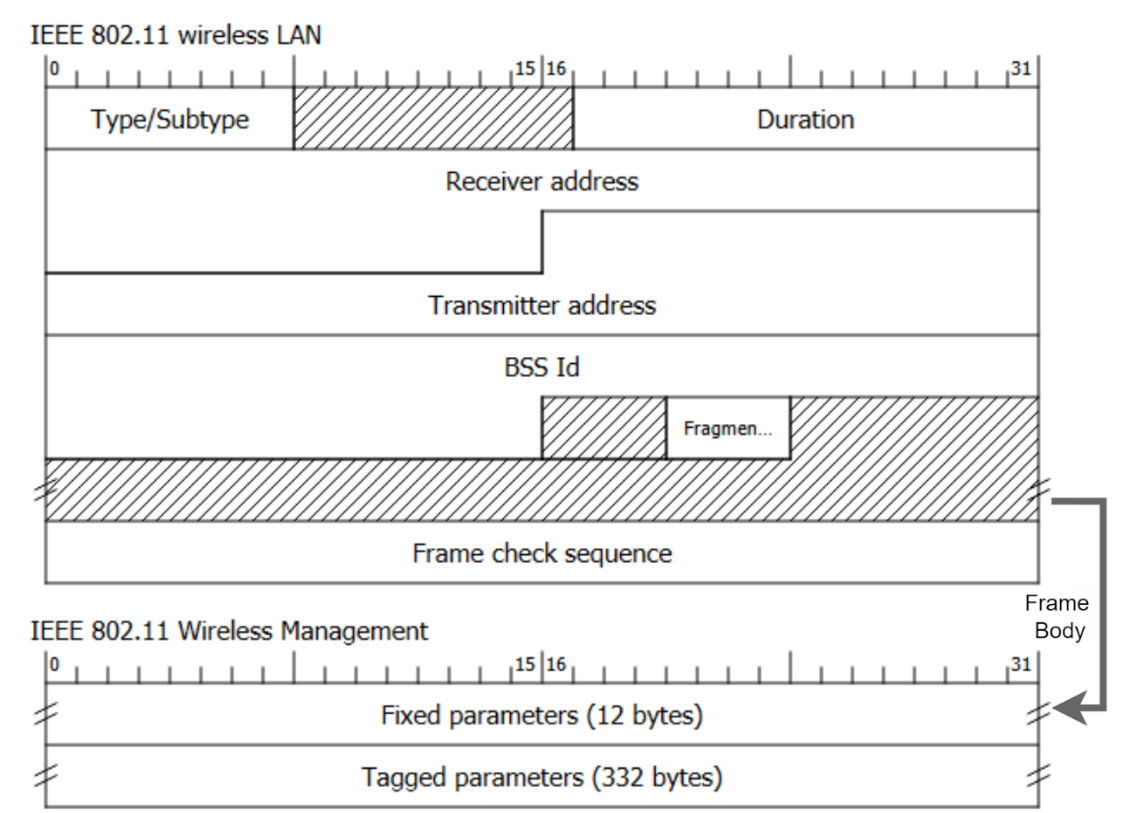 IEEE 802.11 wireless LAN
0 15 16 31
Type/Subtype Duration
Receiver address
Transmitter address
BSS Id
Fragmen...
Frame check sequence
Frame
Body
IEEE 802.11 Wireless Management
0 15 16 31
Fixed parameters (12 bytes)
Tagged parameters (332 bytes)